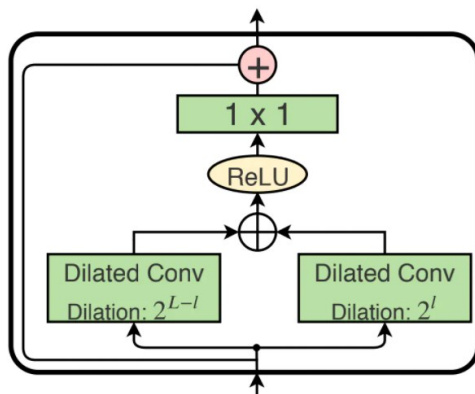 +
1 x 1
ReLU
Dilated Conv
Dilation: 2^{L-l}
Dilated Conv
Dilation: 2^{l}